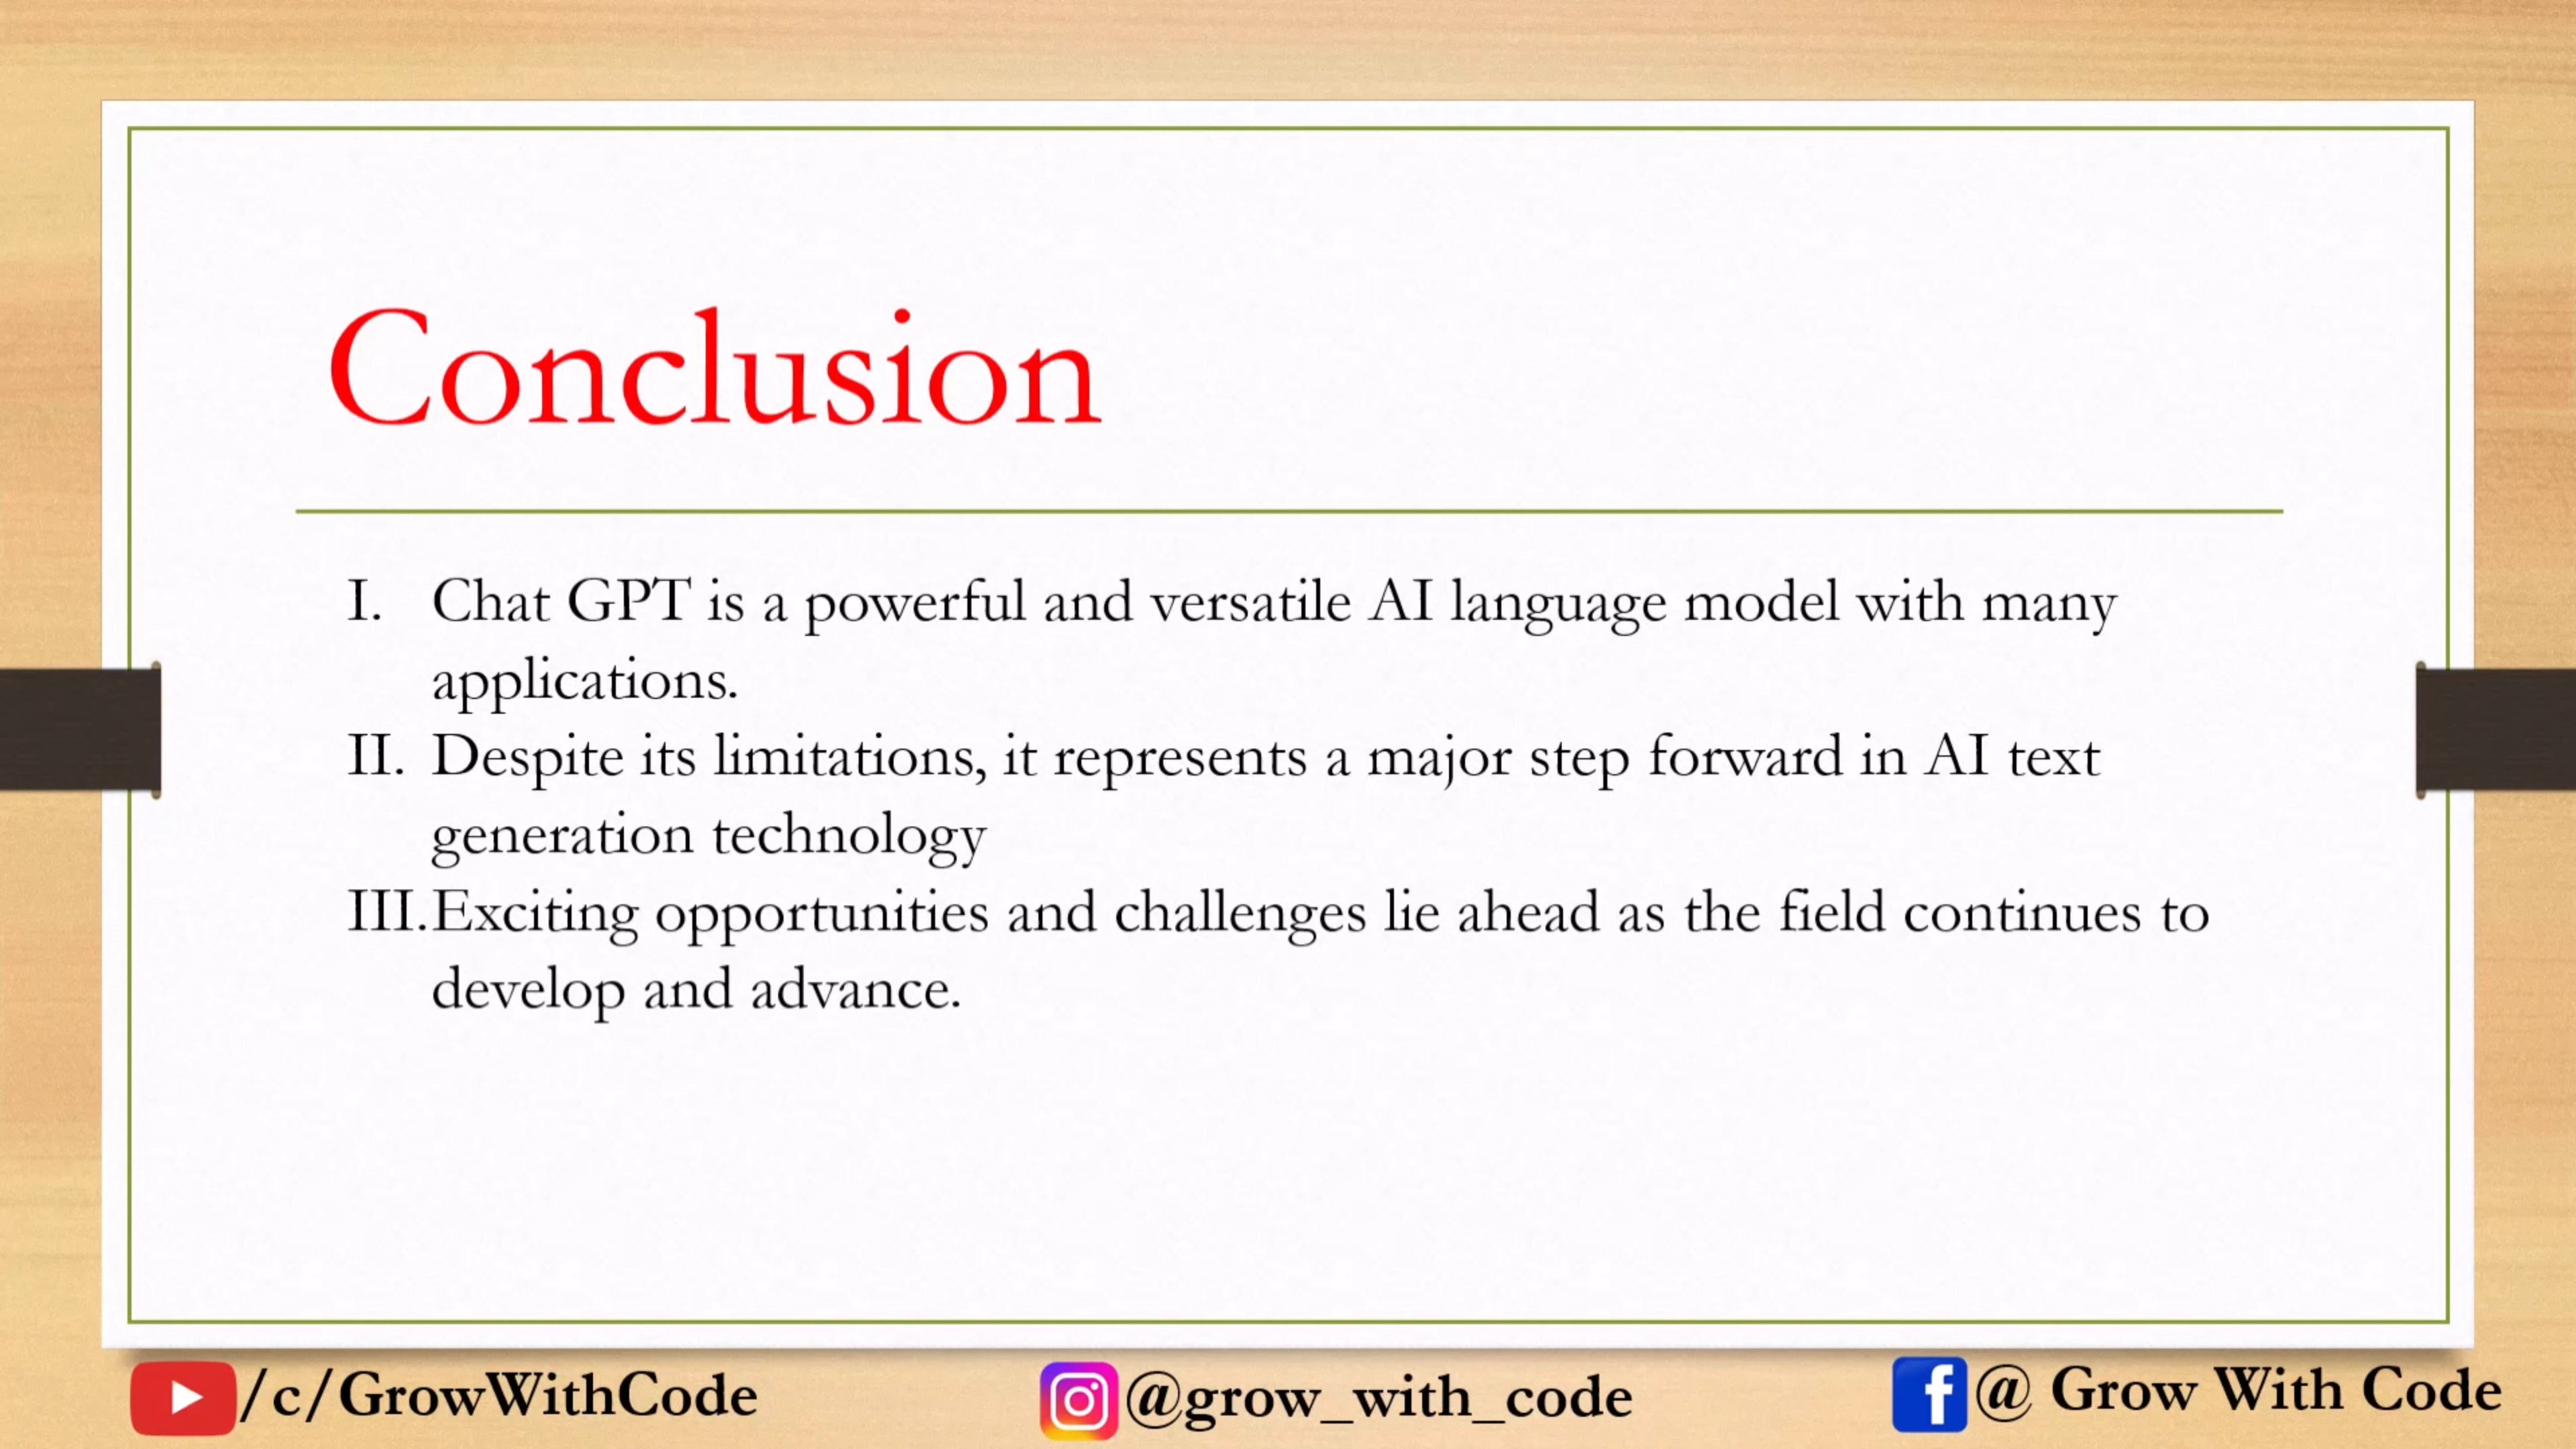 Conclusion
I. Chat GPT is a powerful and versatile AI language model with many
applications.
II. Despite its limitations, it represents a major step forward in AI text
generation technology
III.Exciting opportunities and challenges lie ahead as the field continues to
develop and advance.
/c/GrowWithCode @grow_with_code @ Grow With Code